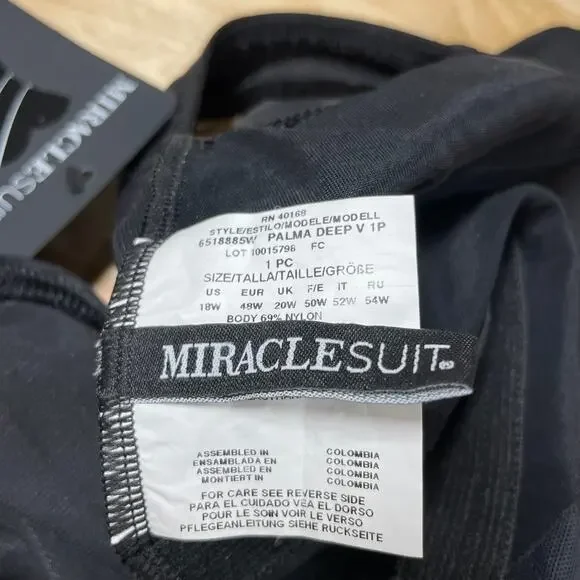 MIRACLESUIT
RN 40169
STYLE/ESTILO/MODELE/MODELL
6518885W PALMA DEEP V 1P
LOT 10015796 FC
1 PC
SIZE/TALLA/TAILLE/GRÖßE
US EUR UK F/E IT RU
18W 48W 20W 50W 52W 54W
BODY 69% NYLON
MIRACLESUIT®
ASSEMBLED IN COLOMBIA
ENSAMBLADA EN COLOMBIA
ASSEMBLED EN COLOMBIA
MONTIERT IN COLOMBIA
FOR CARE SEE REVERSE SIDE
PARA EL CUIDADO VEA EL DORSO
POUR LE SOIN VOIR LE VERSO
PFLEGEANLEITUNG SIEHE RUCKSEITE